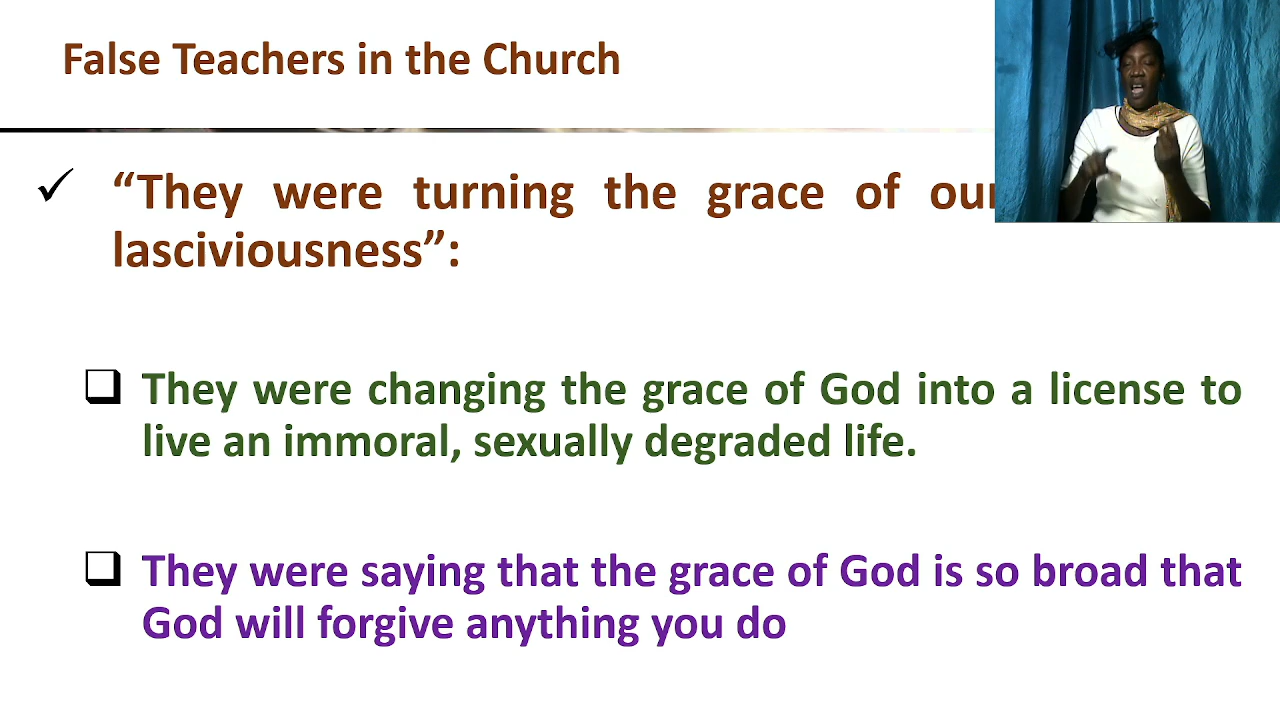 False Teachers in the Church
“They were turning the grace of our
lasciviousness”:
They were changing the grace of God into a license to
live an immoral, sexually degraded life.
They were saying that the grace of God is so broad that
God will forgive anything you do